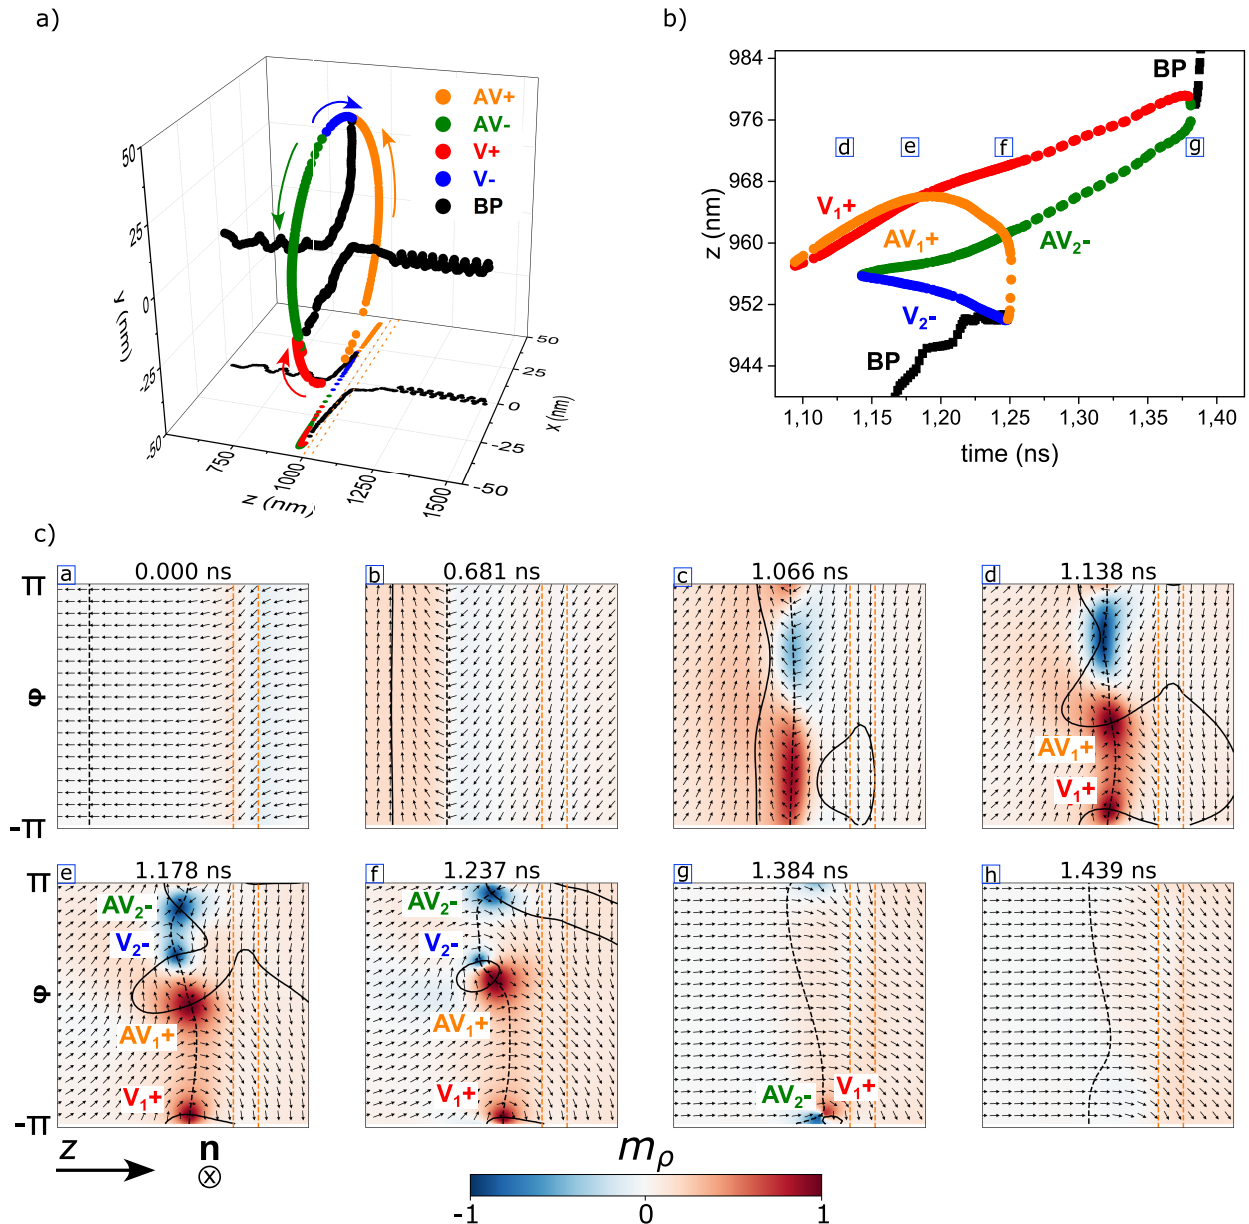 a)
50
25
0
-25
-50
y (nm)
AV+
AV-
V+
V-
BP
50
25
0
-25
-50
x (nm)
750
1000
1250
1500
z (nm)
b)
984
976
968
960
952
944
z (nm)
BP
d
e
f
g
V1+
AV1+
AV2-
V2-
BP
1,10
1,15
1,20
1,25
1,30
1,35
1,40
time (ns)
c)
a 0.000 ns
b 0.681 ns
c 1.066 ns
d 1.138 ns
π
φ
-π
AV1+
V1+
e 1.178 ns
f 1.237 ns
g 1.384 ns
h 1.439 ns
π
φ
-π
AV2-
V2-
AV1+
V1+
AV2-
V2-
AV1+
V1+
AV2-
V1+
z
n
mρ
-1
0
1